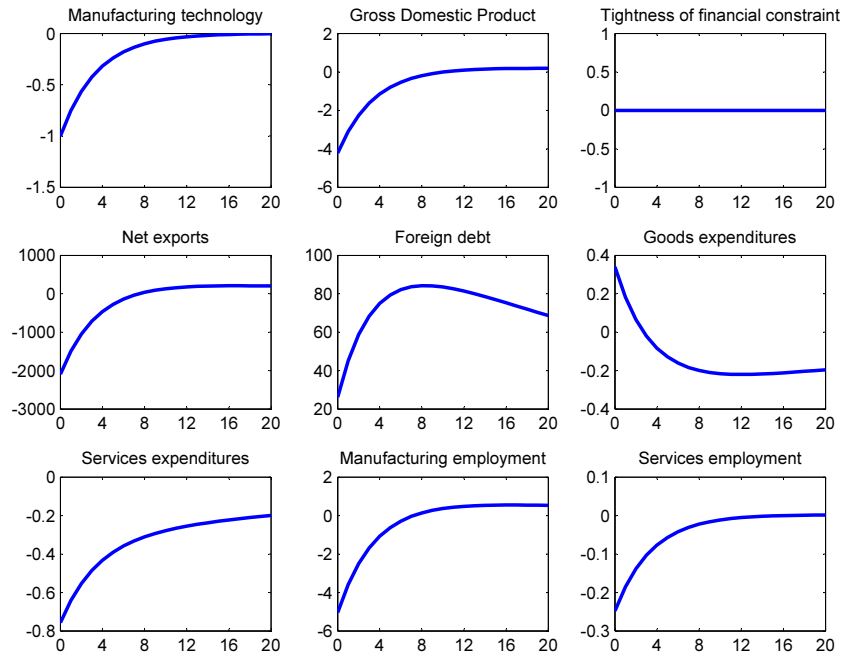 Manufacturing technology
0
-0.5
-1
-1.5
0 4 8 12 16 20
Gross Domestic Product
2
0
-2
-4
-6
0 4 8 12 16 20
Tightness of financial constraint
1
0.5
0
-0.5
-1
0 4 8 12 16 20
Net exports
1000
0
-1000
-2000
-3000
0 4 8 12 16 20
Foreign debt
100
80
60
40
20
0 4 8 12 16 20
Goods expenditures
0.4
0.2
0
-0.2
-0.4
0 4 8 12 16 20
Services expenditures
0
-0.2
-0.4
-0.6
-0.8
0 4 8 12 16 20
Manufacturing employment
2
0
-2
-4
-6
0 4 8 12 16 20
Services employment
0.1
0
-0.1
-0.2
-0.3
0 4 8 12 16 20